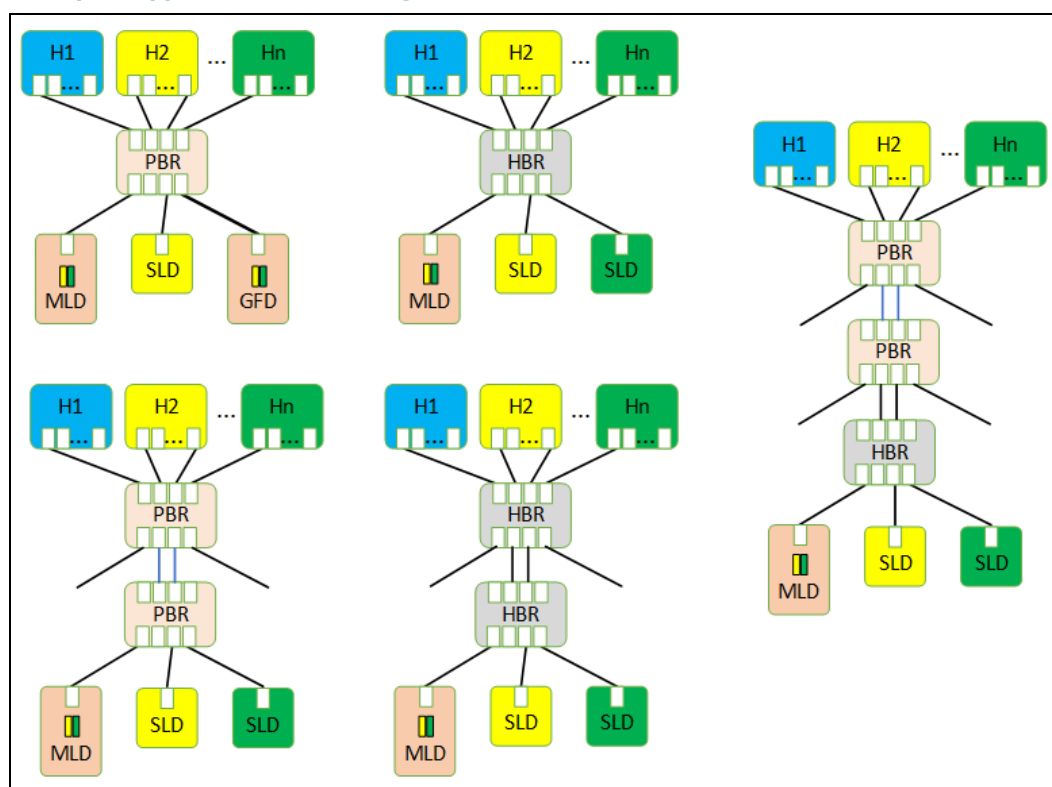 H1 H2 ... Hn
... ... ...
PBR
MLD SLD GFD
H1 H2 ... Hn
... ... ...
HBR
MLD SLD SLD
H1 H2 ... Hn
... ... ...
PBR
PBR
HBR
MLD SLD SLD
H1 H2 ... Hn
... ... ...
PBR
PBR
MLD SLD SLD
H1 H2 ... Hn
... ... ...
HBR
HBR
MLD SLD SLD